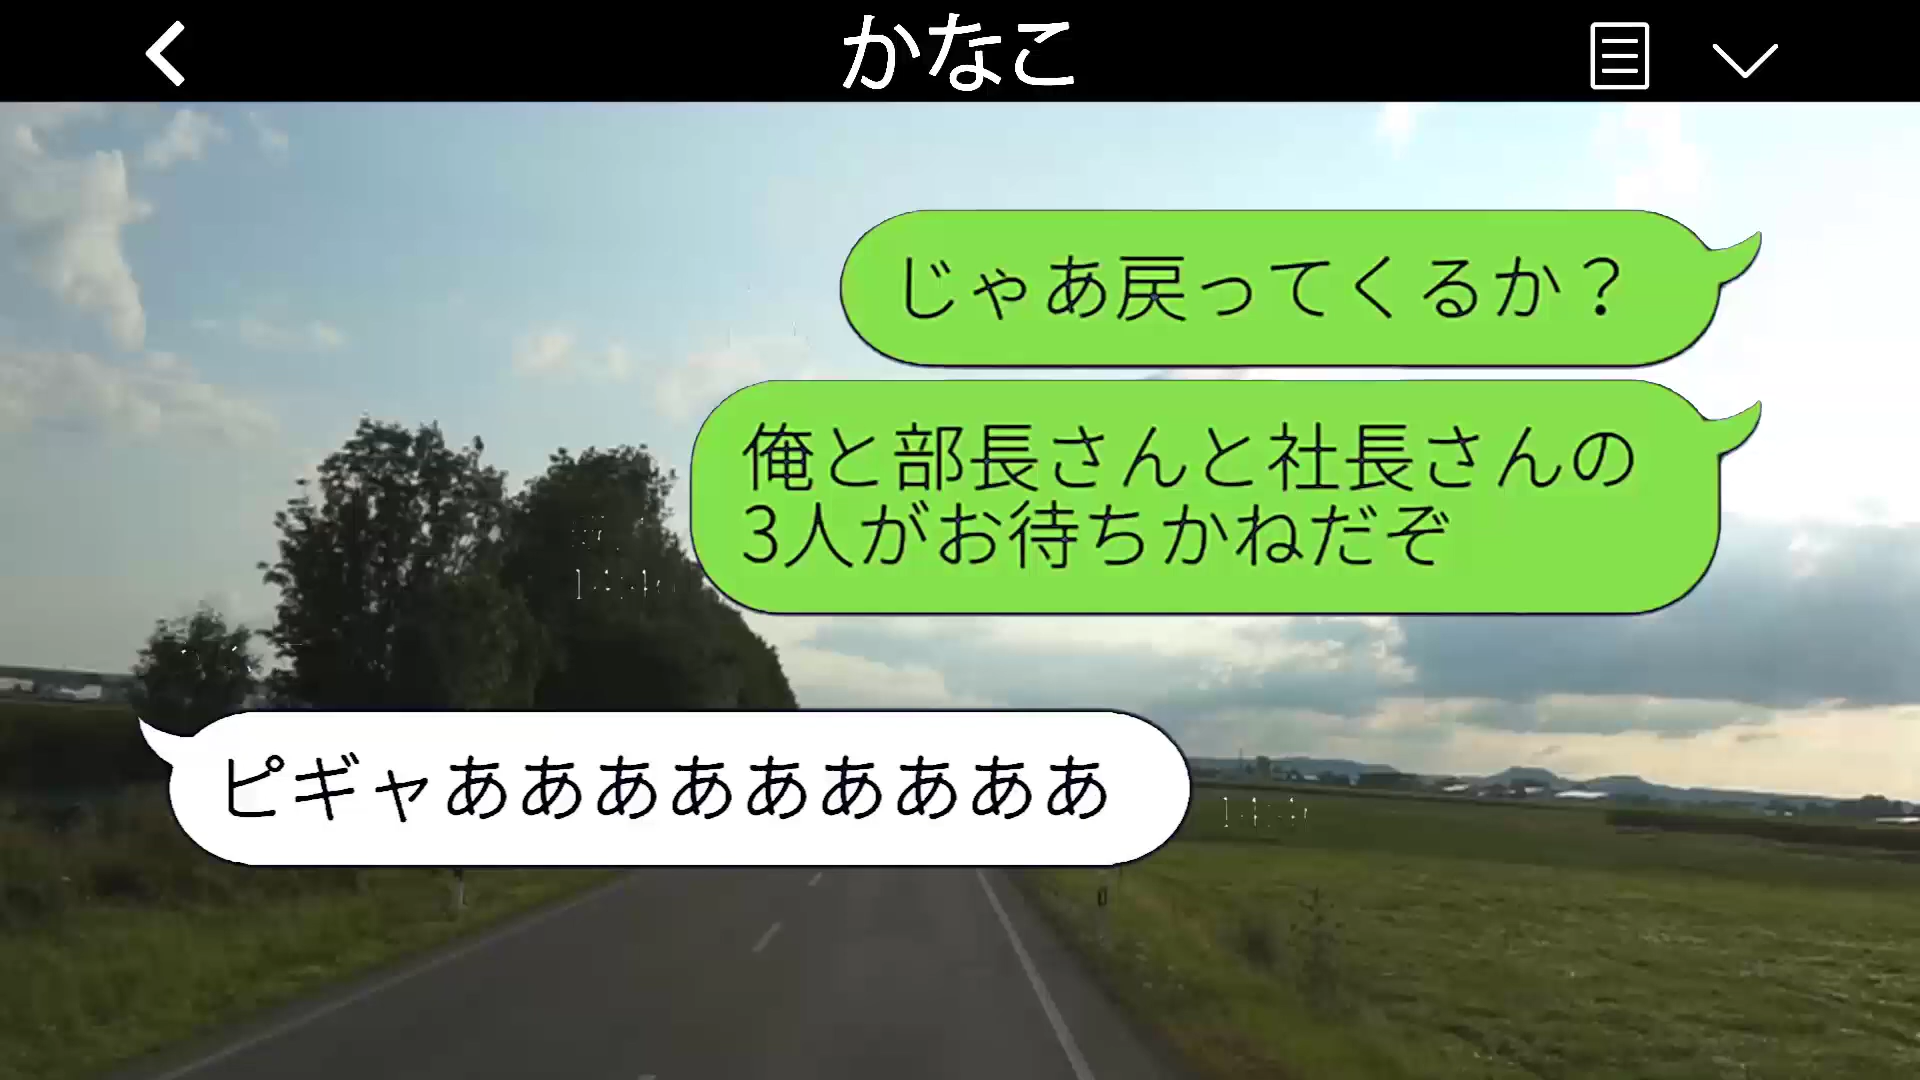 かなこ
じゃあ戻ってくるか？
俺と部長さんと社長さんの
3人がお待ちかねだぞ
ピギャあああああああああ